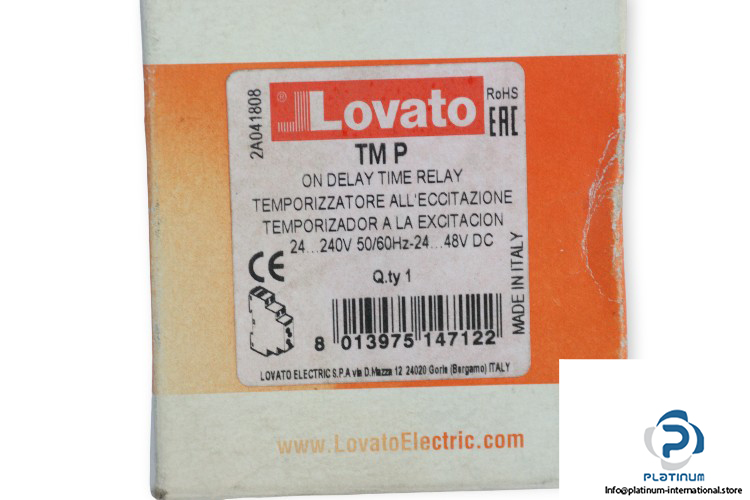 2A041808
® Lovato
RoHS
EAC
TM P
ON DELAY TIME RELAY
TEMPORIZZATORE ALL'ECCITAZIONE
TEMPORIZADOR A LA EXCITACION
24...240V 50/60Hz-24...48V DC
CE
Q.ty 1
MADE IN ITALY
8 013975 147122
LOVATO ELECTRIC S.P.A via D.Mazza 12 24020 Gorle (Bergamo) ITALY
www.LovatoElectric.com
PLATINUM
Info@platinum-international.store